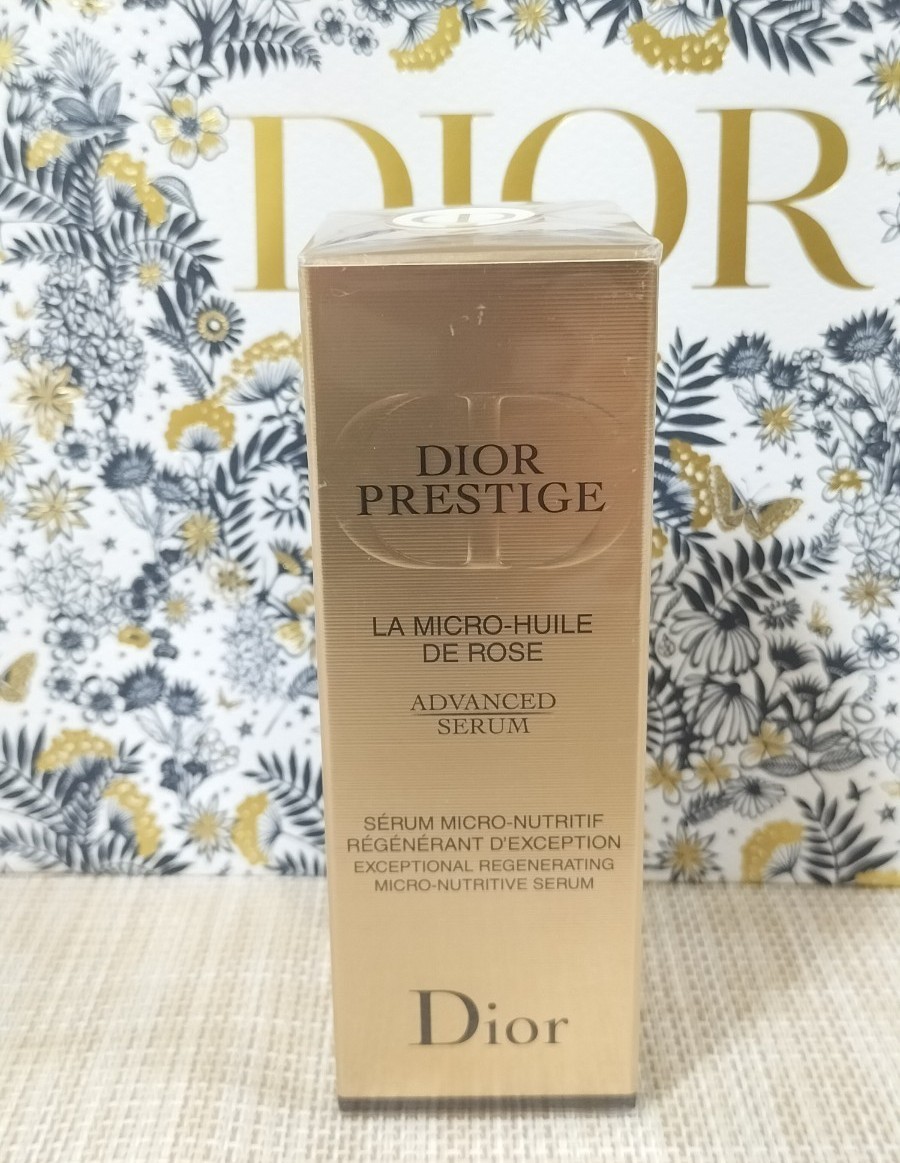 DIOR
DIOR
PRESTIGE
LA MICRO-HUILE
DE ROSE
ADVANCED
SERUM
SÉRUM MICRO-NUTRITIF
RÉGÉNÉRANT D'EXCEPTION
EXCEPTIONAL REGENERATING
MICRO-NUTRITIVE SERUM
Dior